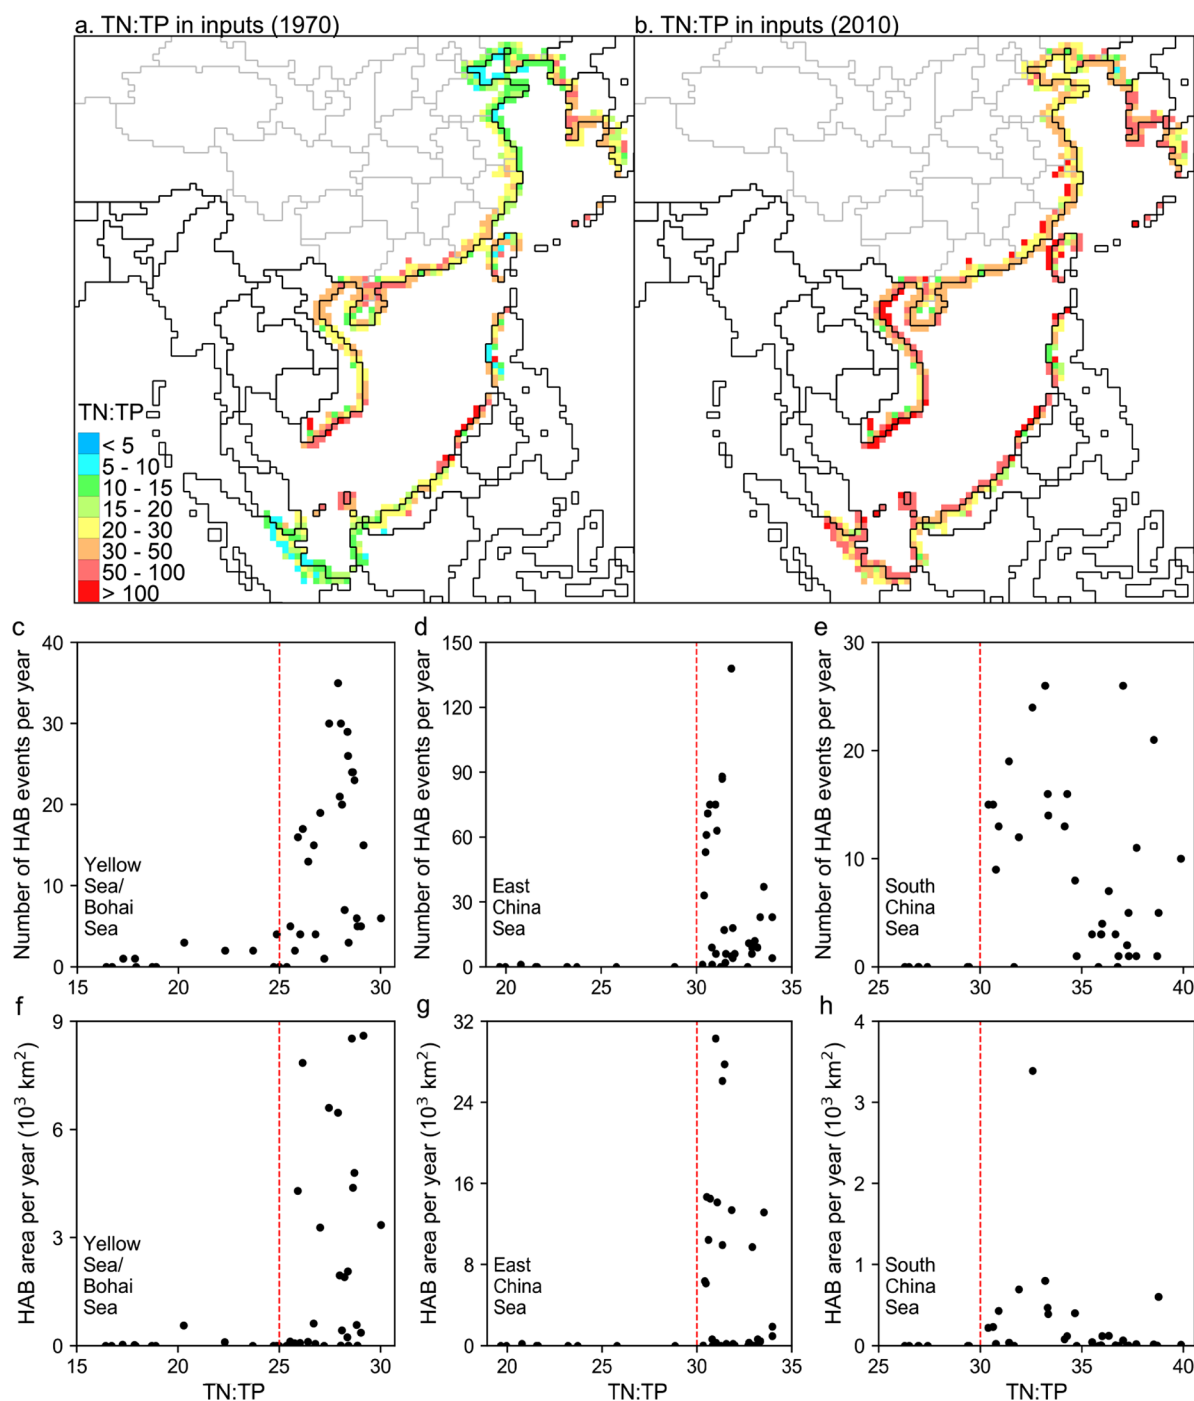 a. TN:TP in inputs (1970)
b. TN:TP in inputs (2010)
TN:TP
< 5
5 - 10
10 - 15
15 - 20
20 - 30
30 - 50
50 - 100
> 100
c
Number of HAB events per year
40
30
20
10
0
15
20
25
30
Yellow
Sea/
Bohai
Sea
d
Number of HAB events per year
150
120
90
60
30
0
20
25
30
35
East
China
Sea
e
Number of HAB events per year
30
20
10
0
25
30
35
40
South
China
Sea
f
HAB area per year (10³ km²)
9
6
3
0
15
20
25
30
Yellow
Sea/
Bohai
Sea
TN:TP
g
HAB area per year (10³ km²)
32
24
16
8
0
20
25
30
35
East
China
Sea
TN:TP
h
HAB area per year (10³ km²)
4
3
2
1
0
25
30
35
40
South
China
Sea
TN:TP